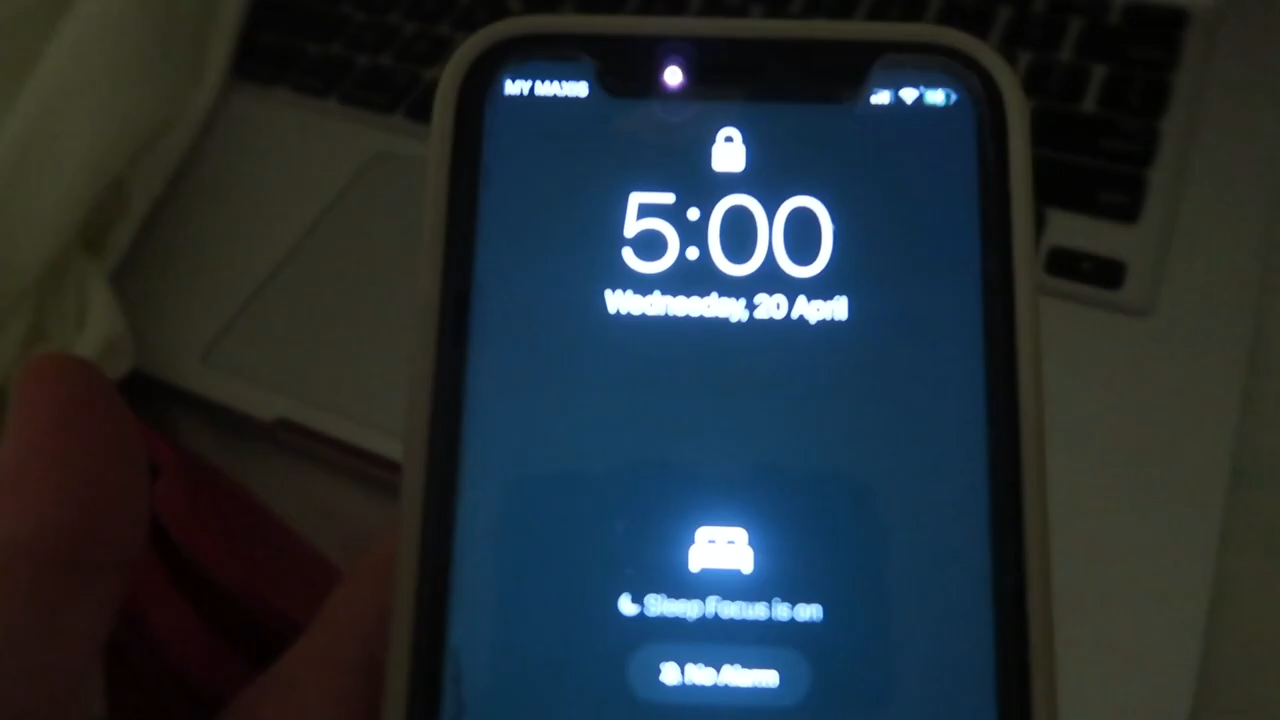 MY MAXIS
5:00
Wednesday, 20 April
Sleep Focus is on
No Alarm